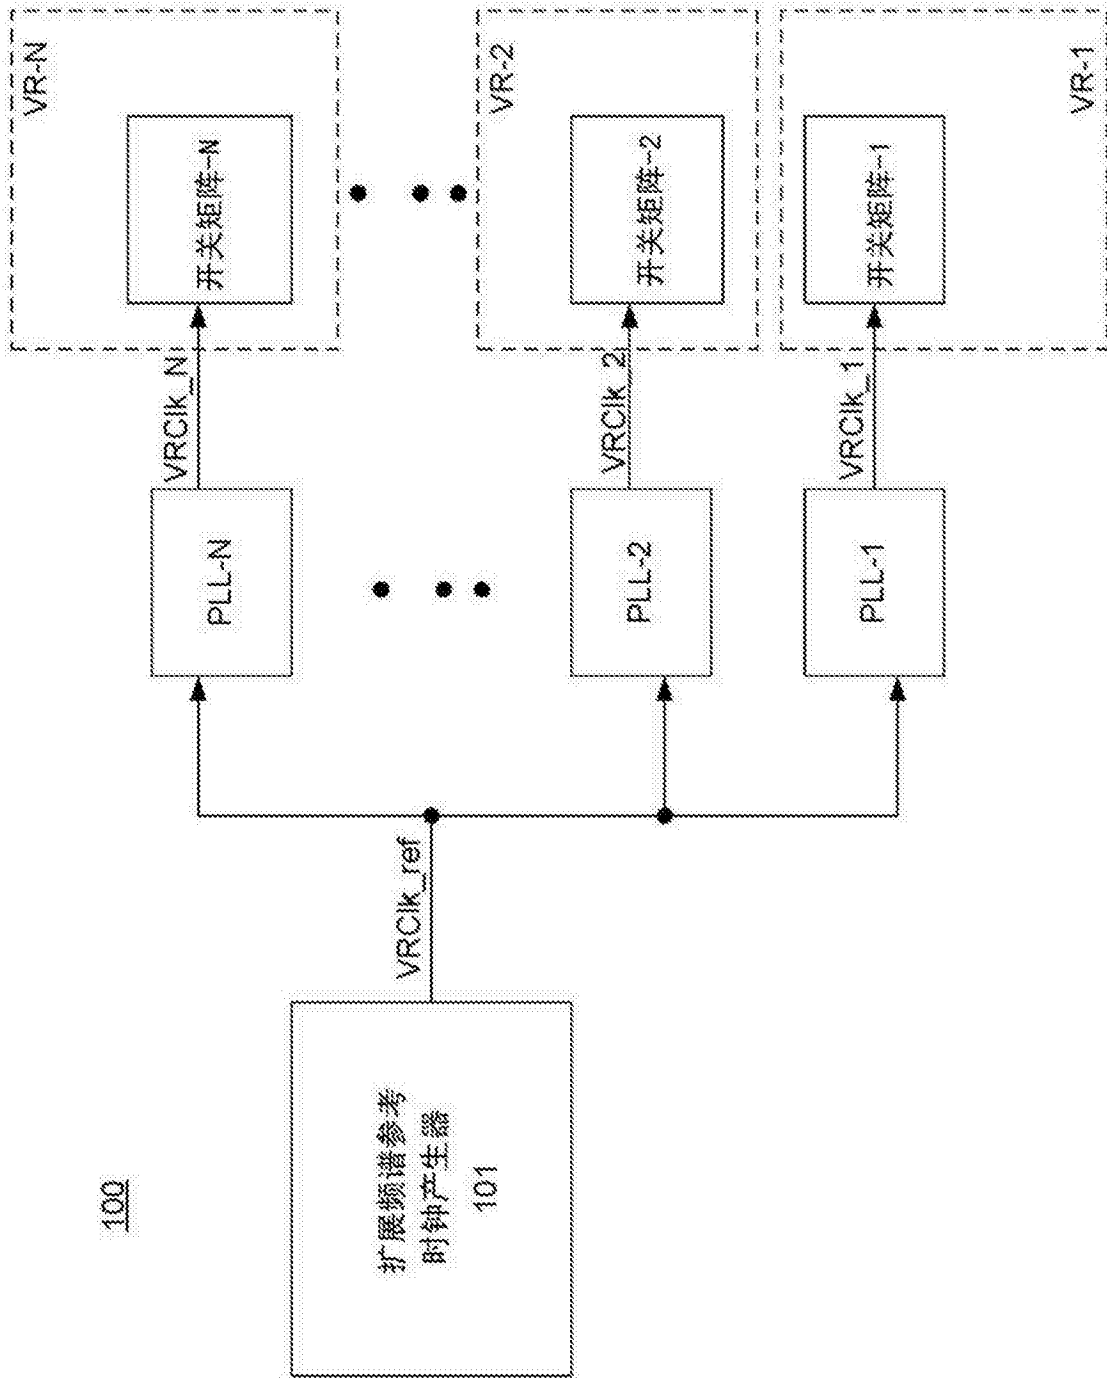 100
扩展频谱参考
时钟产生器
101
VRClk_ref
PLL-N
VRClk_N
开关矩阵-N
VR-N
PLL-2
VRClk_2
开关矩阵-2
VR-2
PLL-1
VRClk_1
开关矩阵-1
VR-1